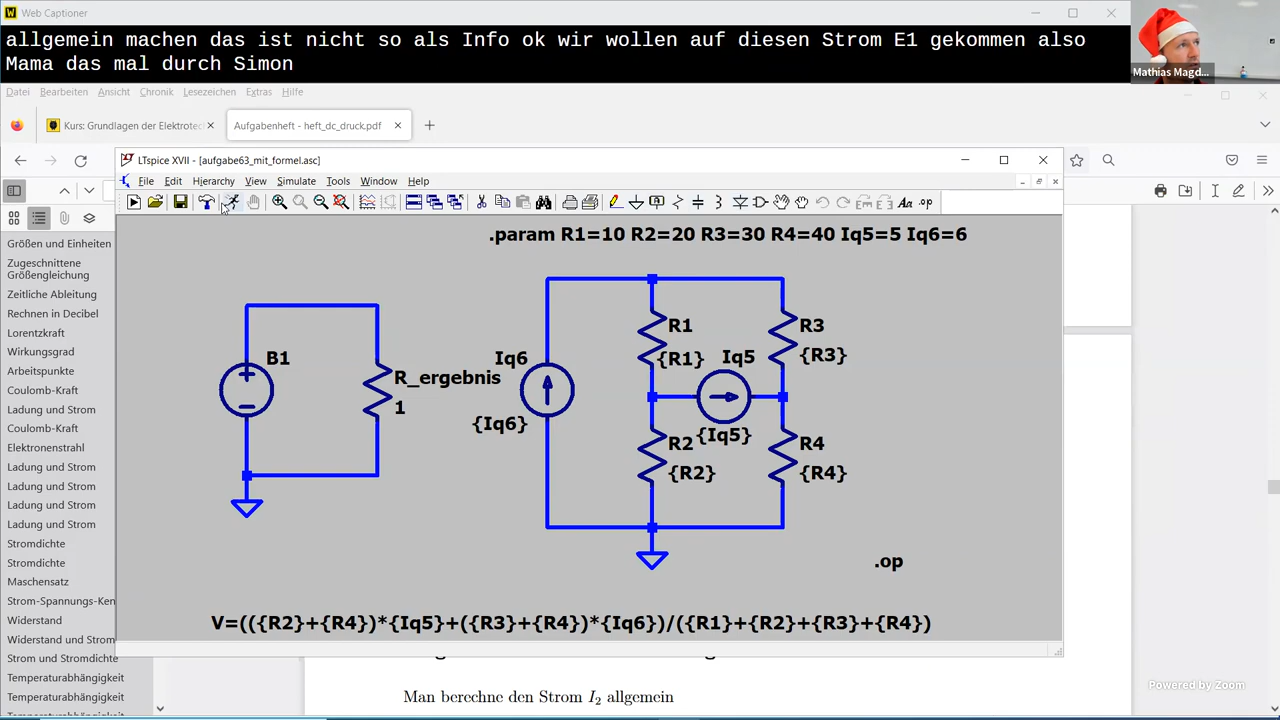 Web Captioner
allgemein machen das ist nicht so als Info ok wir wollen auf diesen Strom E1 gekommen also
Mama das mal durch Simon
Mathias Magd...
Datei Bearbeiten Ansicht Chronik Lesezeichen Extras Hilfe
Kurs: Grundlagen der Elektrotec
Aufgabenheft - heft_dc_druck.pdf
LTspice XVII - [aufgabe63_mit_formel.asc]
File Edit Hierarchy View Simulate Tools Window Help
.op
Größen und Einheiten
Zugeschnittene
Größengleichung
Zeitliche Ableitung
Rechnen in Dezibel
Lorentzkraft
Wirkungsgrad
Arbeitspunkte
Coulomb-Kraft
Ladung und Strom
Coulomb-Kraft
Elektronenstrahl
Ladung und Strom
Ladung und Strom
Ladung und Strom
Ladung und Strom
Stromdichte
Stromdichte
Maschensatz
Strom-Spannungs-Ken
Widerstand
Widerstand und Strom
Strom und Stromdichte
Temperaturabhängigkeit
Temperaturabhängigkeit
Temperaturabhängigkeit
.param R1=10 R2=20 R3=30 R4=40 Iq5=5 Iq6=6
B1
R_ergebnis
1
Iq6
{Iq6}
R1
{R1}
Iq5
{Iq5}
R3
{R3}
R2
{R2}
R4
{R4}
.op
V=(({R2}+{R4})*{Iq5}+({R3}+{R4})*{Iq6})/({R1}+{R2}+{R3}+{R4})
Man berechne den Strom I2 allgemein
Powered by Zoom